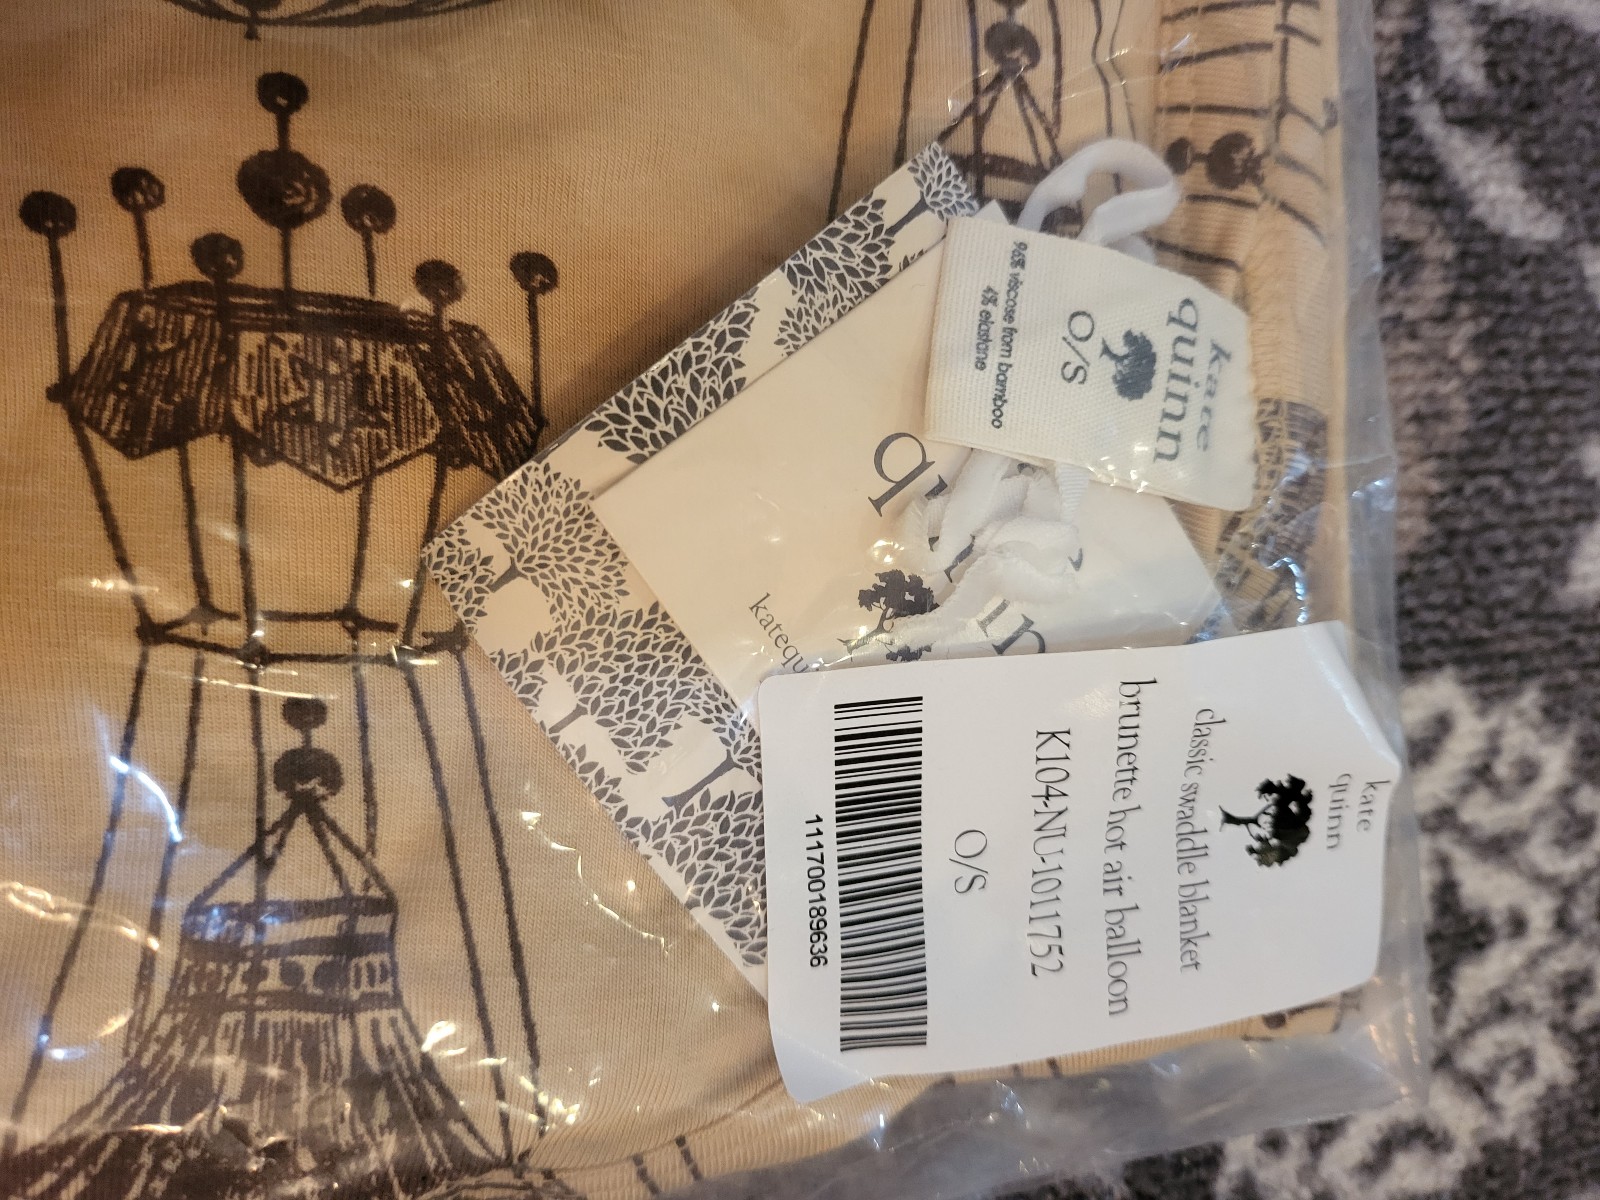 kate
quinn
O/S
96% viscose from bamboo
4% elastane
kate
quinn
classic swaddle blanket
brunette hot air balloon
K104-NU-1011752
O/S
111700189636